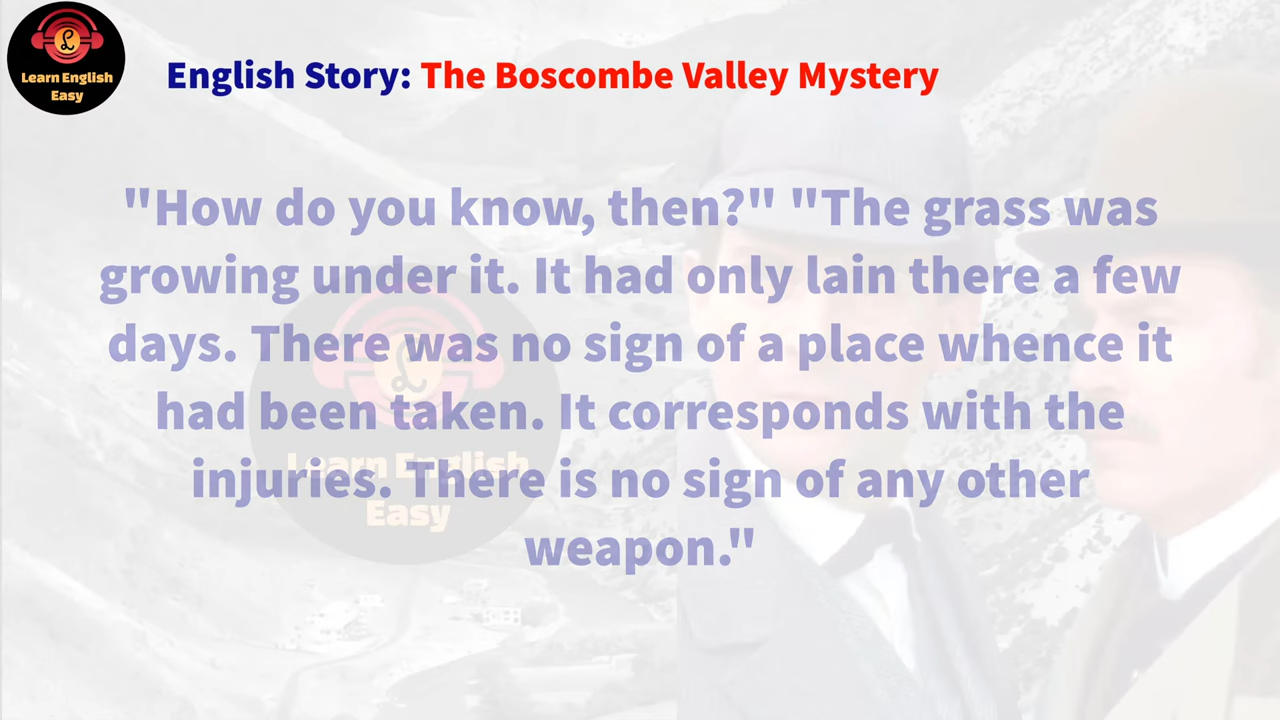 Learn English
Easy
English Story: The Boscombe Valley Mystery
"How do you know, then?" "The grass was
growing under it. It had only lain there a few
days. There was no sign of a place whence it
had been taken. It corresponds with the
injuries. There is no sign of any other
weapon."
Learn English
Easy